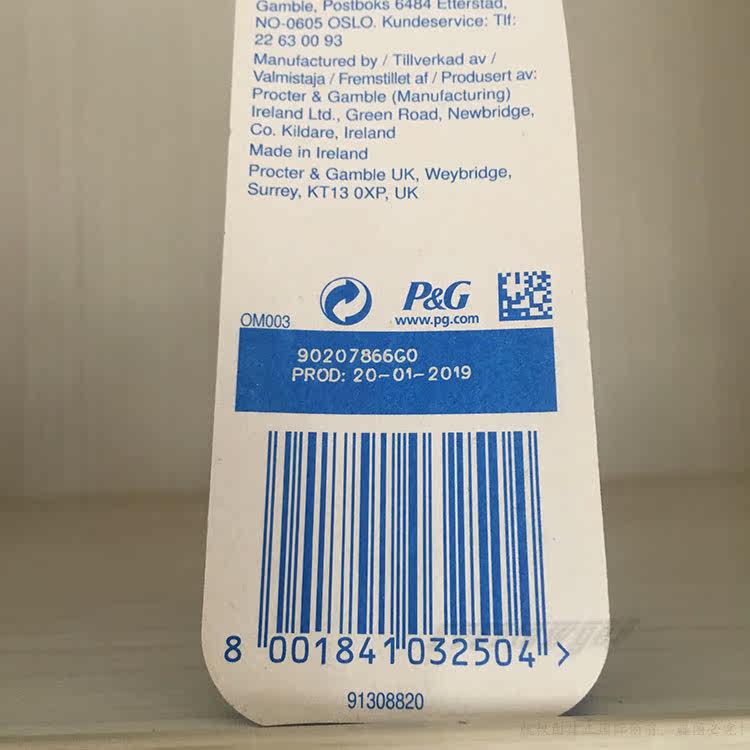 Gamble, Postboks 6484 Etterstad,
NO-0605 OSLO. Kundeservice: Tlf:
22 63 00 93
Manufactured by / Tillverkad av /
Valmistaja / Fremstillet af / Produsert av:
Procter & Gamble (Manufacturing)
Ireland Ltd., Green Road, Newbridge,
Co. Kildare, Ireland
Made in Ireland
Procter & Gamble UK, Weybridge,
Surrey, KT13 0XP, UK
P&G
www.pg.com
OM003
90207866G0
PROD: 20-01-2019
8 001841 032504 >
91308820